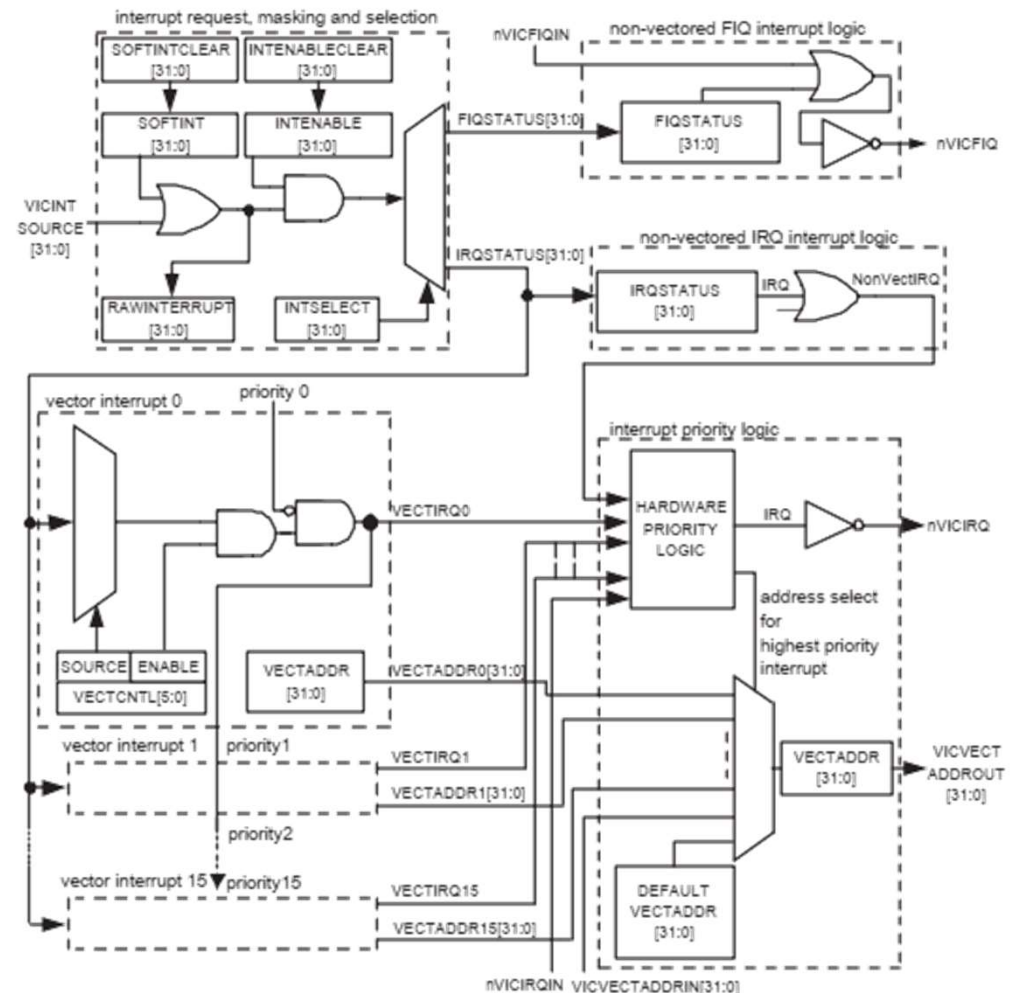 interrupt request, masking and selection
SOFTINTCLEAR
[31:0]
INTENABLECLEAR
[31:0]
SOFTINT
[31:0]
INTENABLE
[31:0]
VICINT
SOURCE
[31:0]
RAWINTERRUPT
[31:0]
INTSELECT
[31:0]
nVICFIQIN
non-vectored FIQ interrupt logic
FIQSTATUS[31:0]
FIQSTATUS
[31:0]
nVICFIQ
IRQSTATUS[31:0]
non-vectored IRQ interrupt logic
IRQSTATUS
[31:0]
IRQ
NonVectIRQ
vector interrupt 0
priority 0
VECTIRQ0
SOURCE
ENABLE
VECTCNTL[5:0]
VECTADDR
[31:0]
VECTADDR0[31:0]
interrupt priority logic
HARDWARE
PRIORITY
LOGIC
IRQ
nVICIRQ
address select
for
highest priority
interrupt
vector interrupt 1
priority1
VECTIRQ1
VECTADDR1[31:0]
VECTADDR
[31:0]
VICVECT
ADDROUT
[31:0]
priority2
vector interrupt 15
priority15
VECTIRQ15
VECTADDR15[31:0]
DEFAULT
VECTADDR
[31:0]
nVICIRQIN
VICVECTADDRIN[31:0]